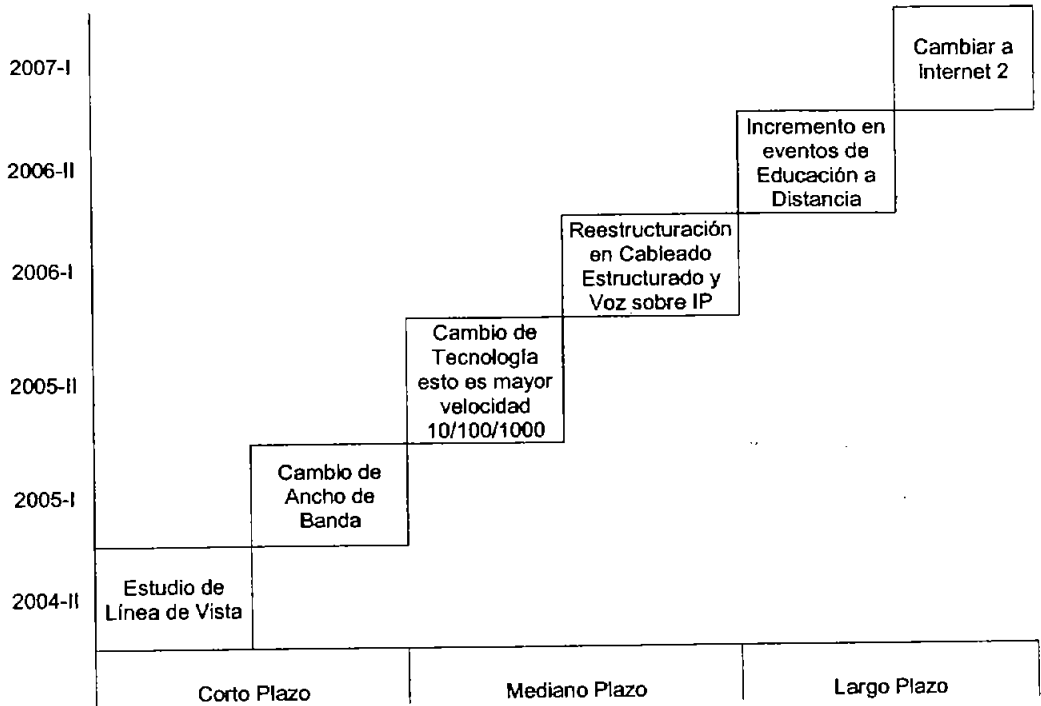 2007-I
Cambiar a
Internet 2
2006-II
Incremento en
eventos de
Educación a
Distancia
2006-I
Reestructuración
en Cableado
Estructurado y
Voz sobre IP
2005-II
Cambio de
Tecnología
esto es mayor
velocidad
10/100/1000
2005-I
Cambio de
Ancho de
Banda
2004-II
Estudio de
Línea de Vista
Corto Plazo
Mediano Plazo
Largo Plazo